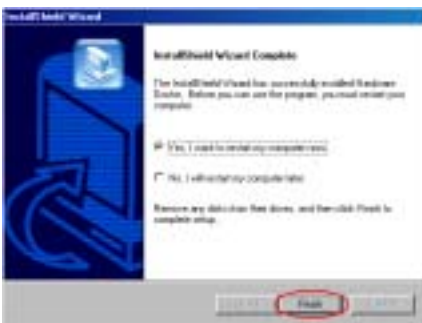 InstallShield Wizard
InstallShield Wizard Complete
The InstallShield Wizard has successfully installed Hardware
Doctor. Before you can use the program, you must restart your
computer.
Yes, I want to restart my computer now.
No, I will restart my computer later.
Remove any disks from their drives, and then click Finish to
complete setup.
Finish